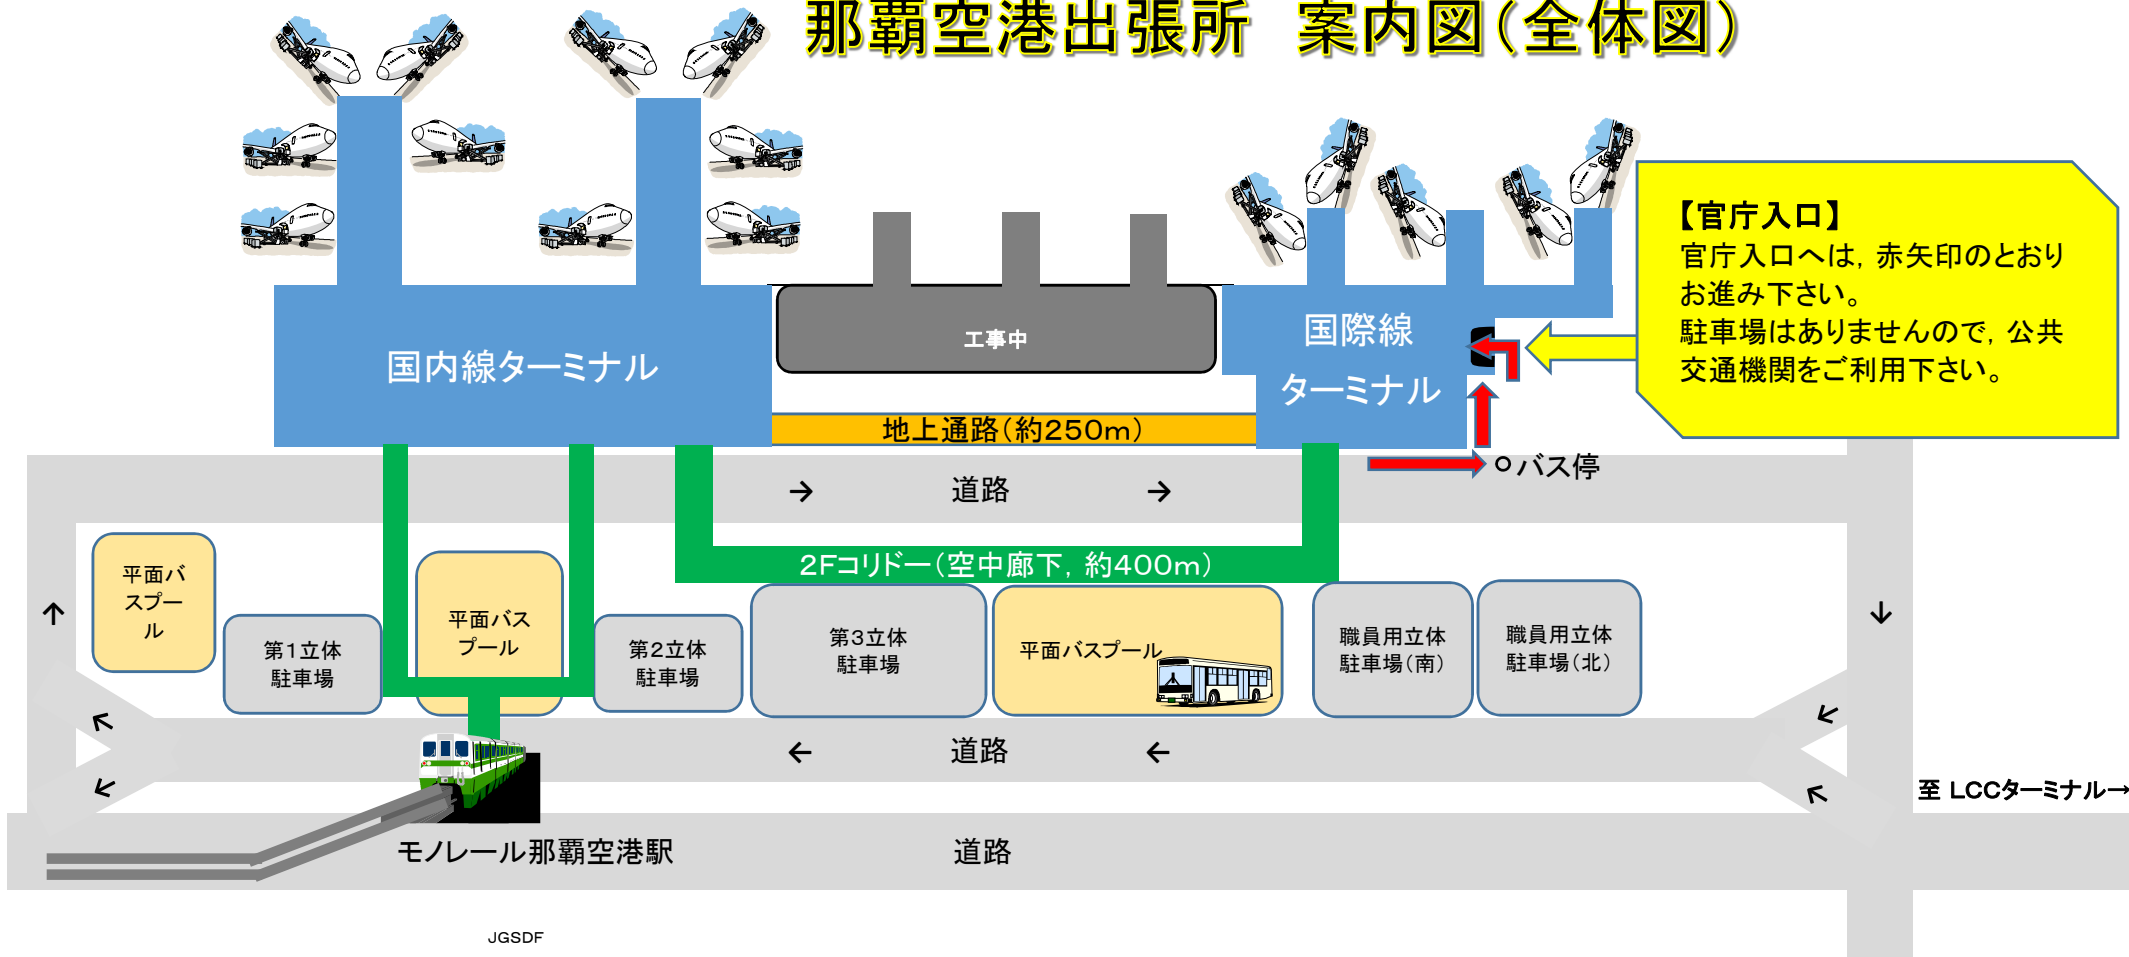 那覇空港出張所　案内図（全体図）
【官庁入口】
官庁入口へは，赤矢印のとおり
お進み下さい。
駐車場はありませんので，公共
交通機関をご利用下さい。
国内線ターミナル
工事中
国際線
ターミナル
地上通路（約250m）
バス停
→　道路　→
2Fコリドー（空中廊下，約400m）
平面バ
スプー
ル
第1立体
駐車場
平面バス
プール
第2立体
駐車場
第3立体
駐車場
平面バスプール
職員用立体
駐車場（南）
職員用立体
駐車場（北）
←　道路　←
至 LCCターミナル→
モノレール那覇空港駅
道路
JGSDF